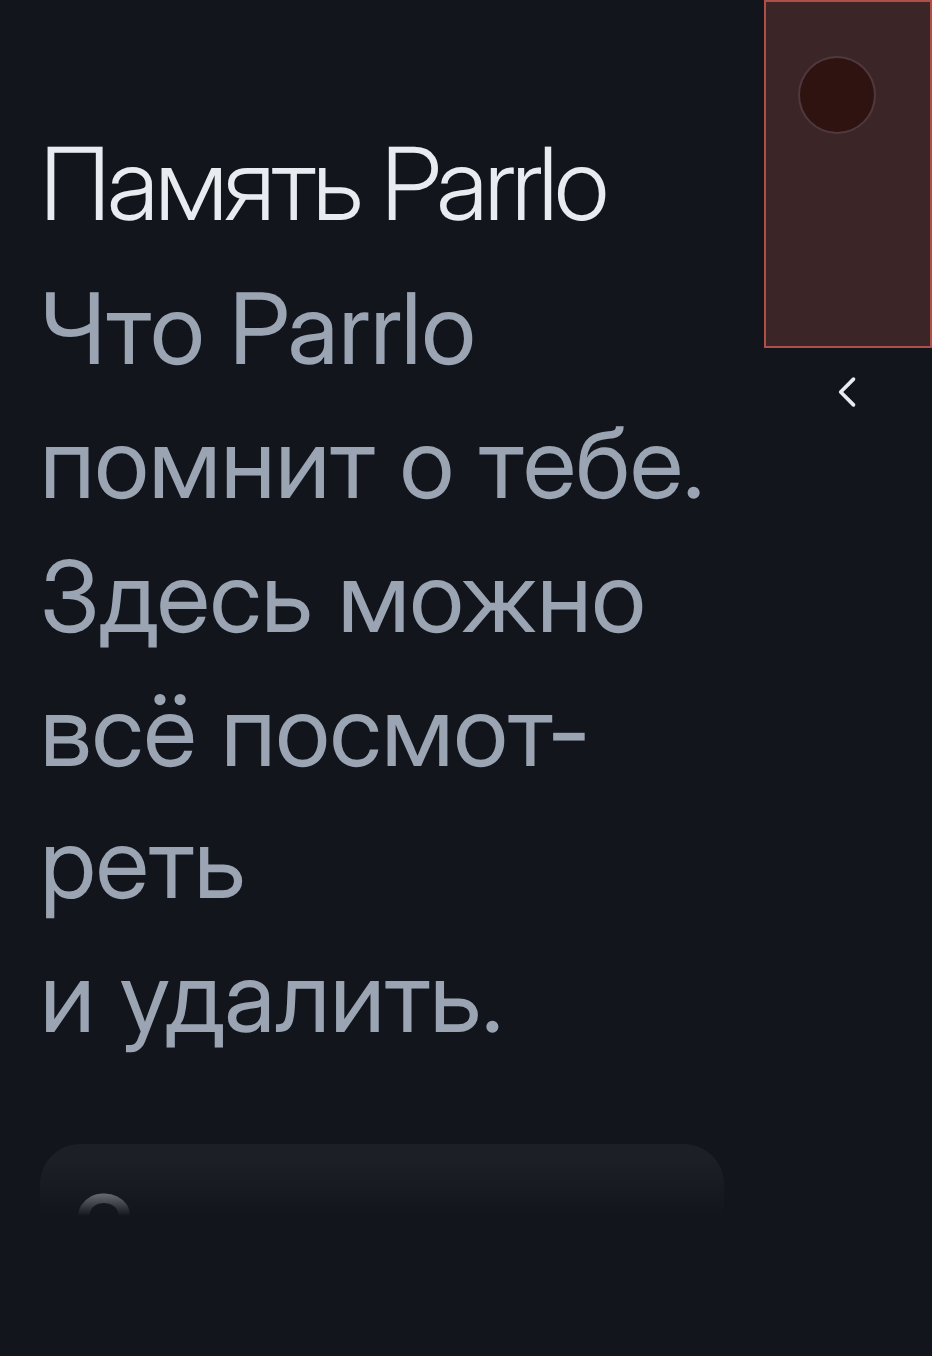 Память Parrlo
Что Parrlo
помнит о тебе.
Здесь можно
всё посмот-
реть
и удалить.